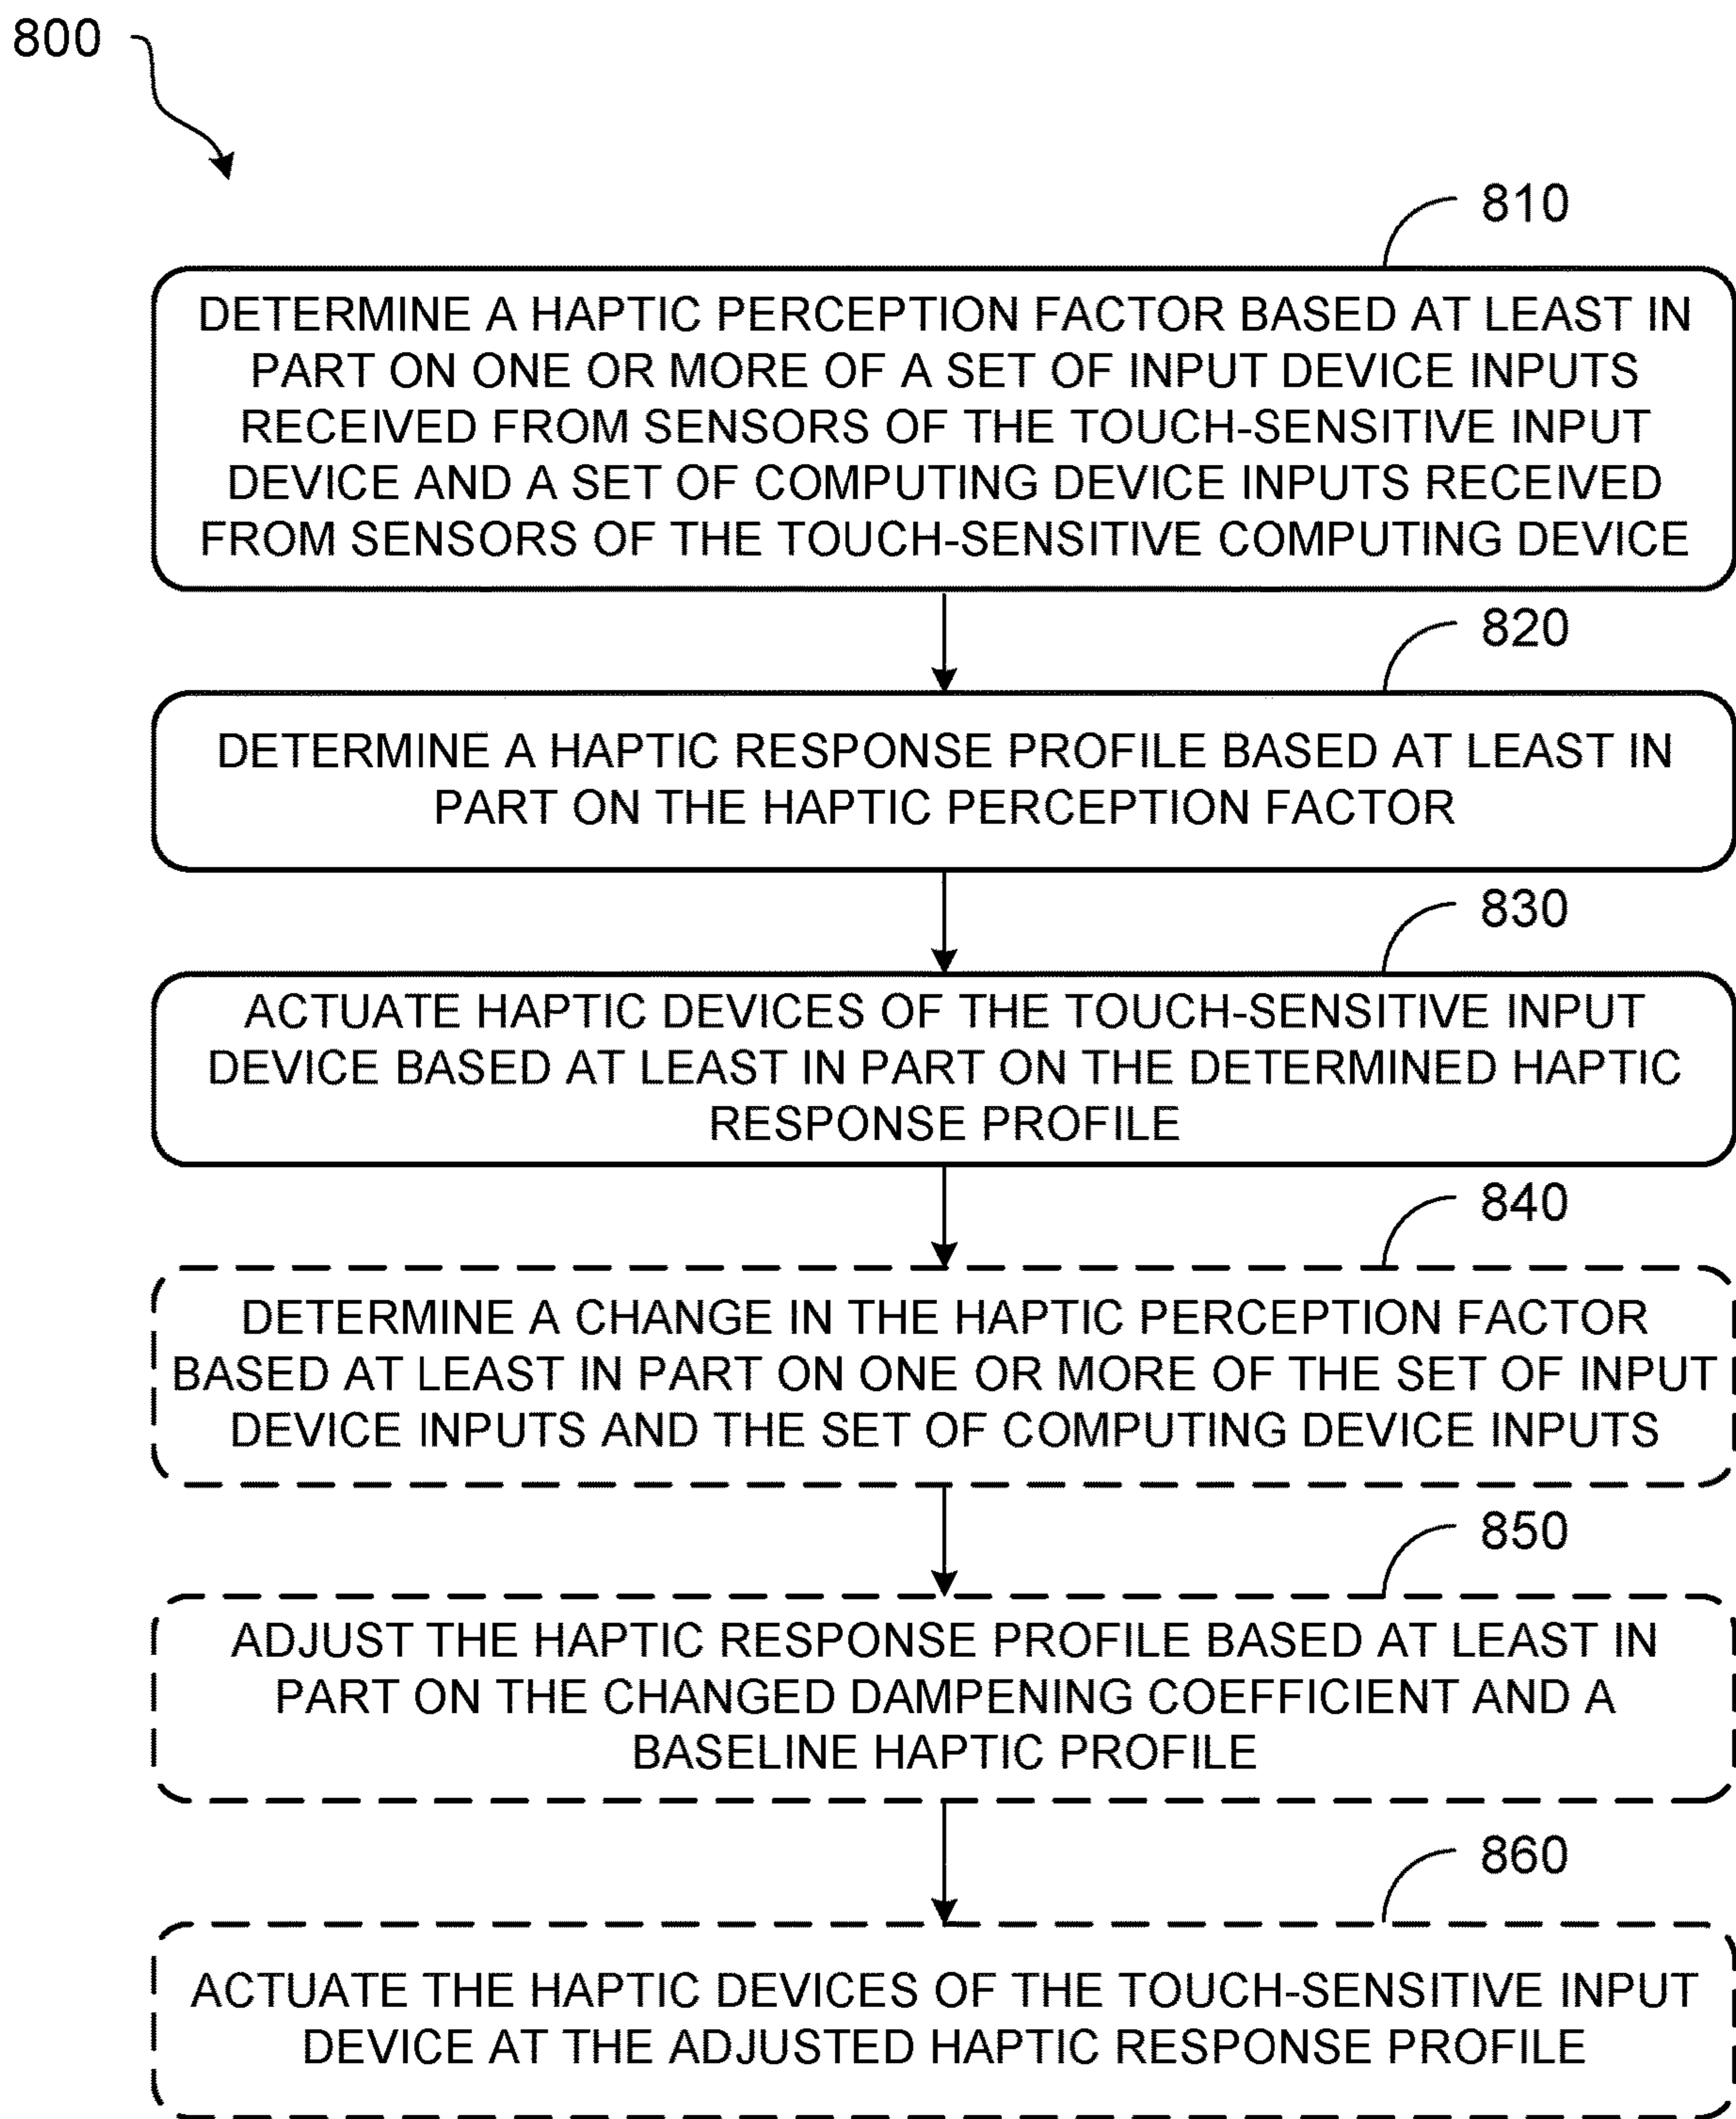 800
810
DETERMINE A HAPTIC PERCEPTION FACTOR BASED AT LEAST IN
PART ON ONE OR MORE OF A SET OF INPUT DEVICE INPUTS
RECEIVED FROM SENSORS OF THE TOUCH-SENSITIVE INPUT
DEVICE AND A SET OF COMPUTING DEVICE INPUTS RECEIVED
FROM SENSORS OF THE TOUCH-SENSITIVE COMPUTING DEVICE
820
DETERMINE A HAPTIC RESPONSE PROFILE BASED AT LEAST IN
PART ON THE HAPTIC PERCEPTION FACTOR
830
ACTUATE HAPTIC DEVICES OF THE TOUCH-SENSITIVE INPUT
DEVICE BASED AT LEAST IN PART ON THE DETERMINED HAPTIC
RESPONSE PROFILE
840
DETERMINE A CHANGE IN THE HAPTIC PERCEPTION FACTOR
BASED AT LEAST IN PART ON ONE OR MORE OF THE SET OF INPUT
DEVICE INPUTS AND THE SET OF COMPUTING DEVICE INPUTS
850
ADJUST THE HAPTIC RESPONSE PROFILE BASED AT LEAST IN
PART ON THE CHANGED DAMPENING COEFFICIENT AND A
BASELINE HAPTIC PROFILE
860
ACTUATE THE HAPTIC DEVICES OF THE TOUCH-SENSITIVE INPUT
DEVICE AT THE ADJUSTED HAPTIC RESPONSE PROFILE